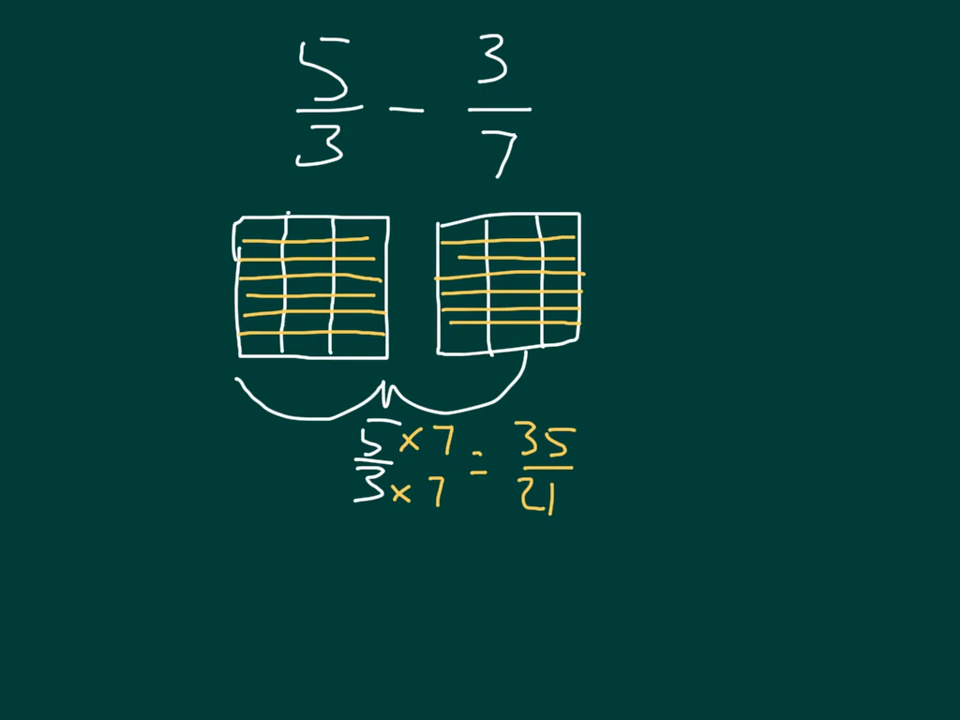 5/3 - 3/7
5 × 7 / 3 × 7 = 35/21